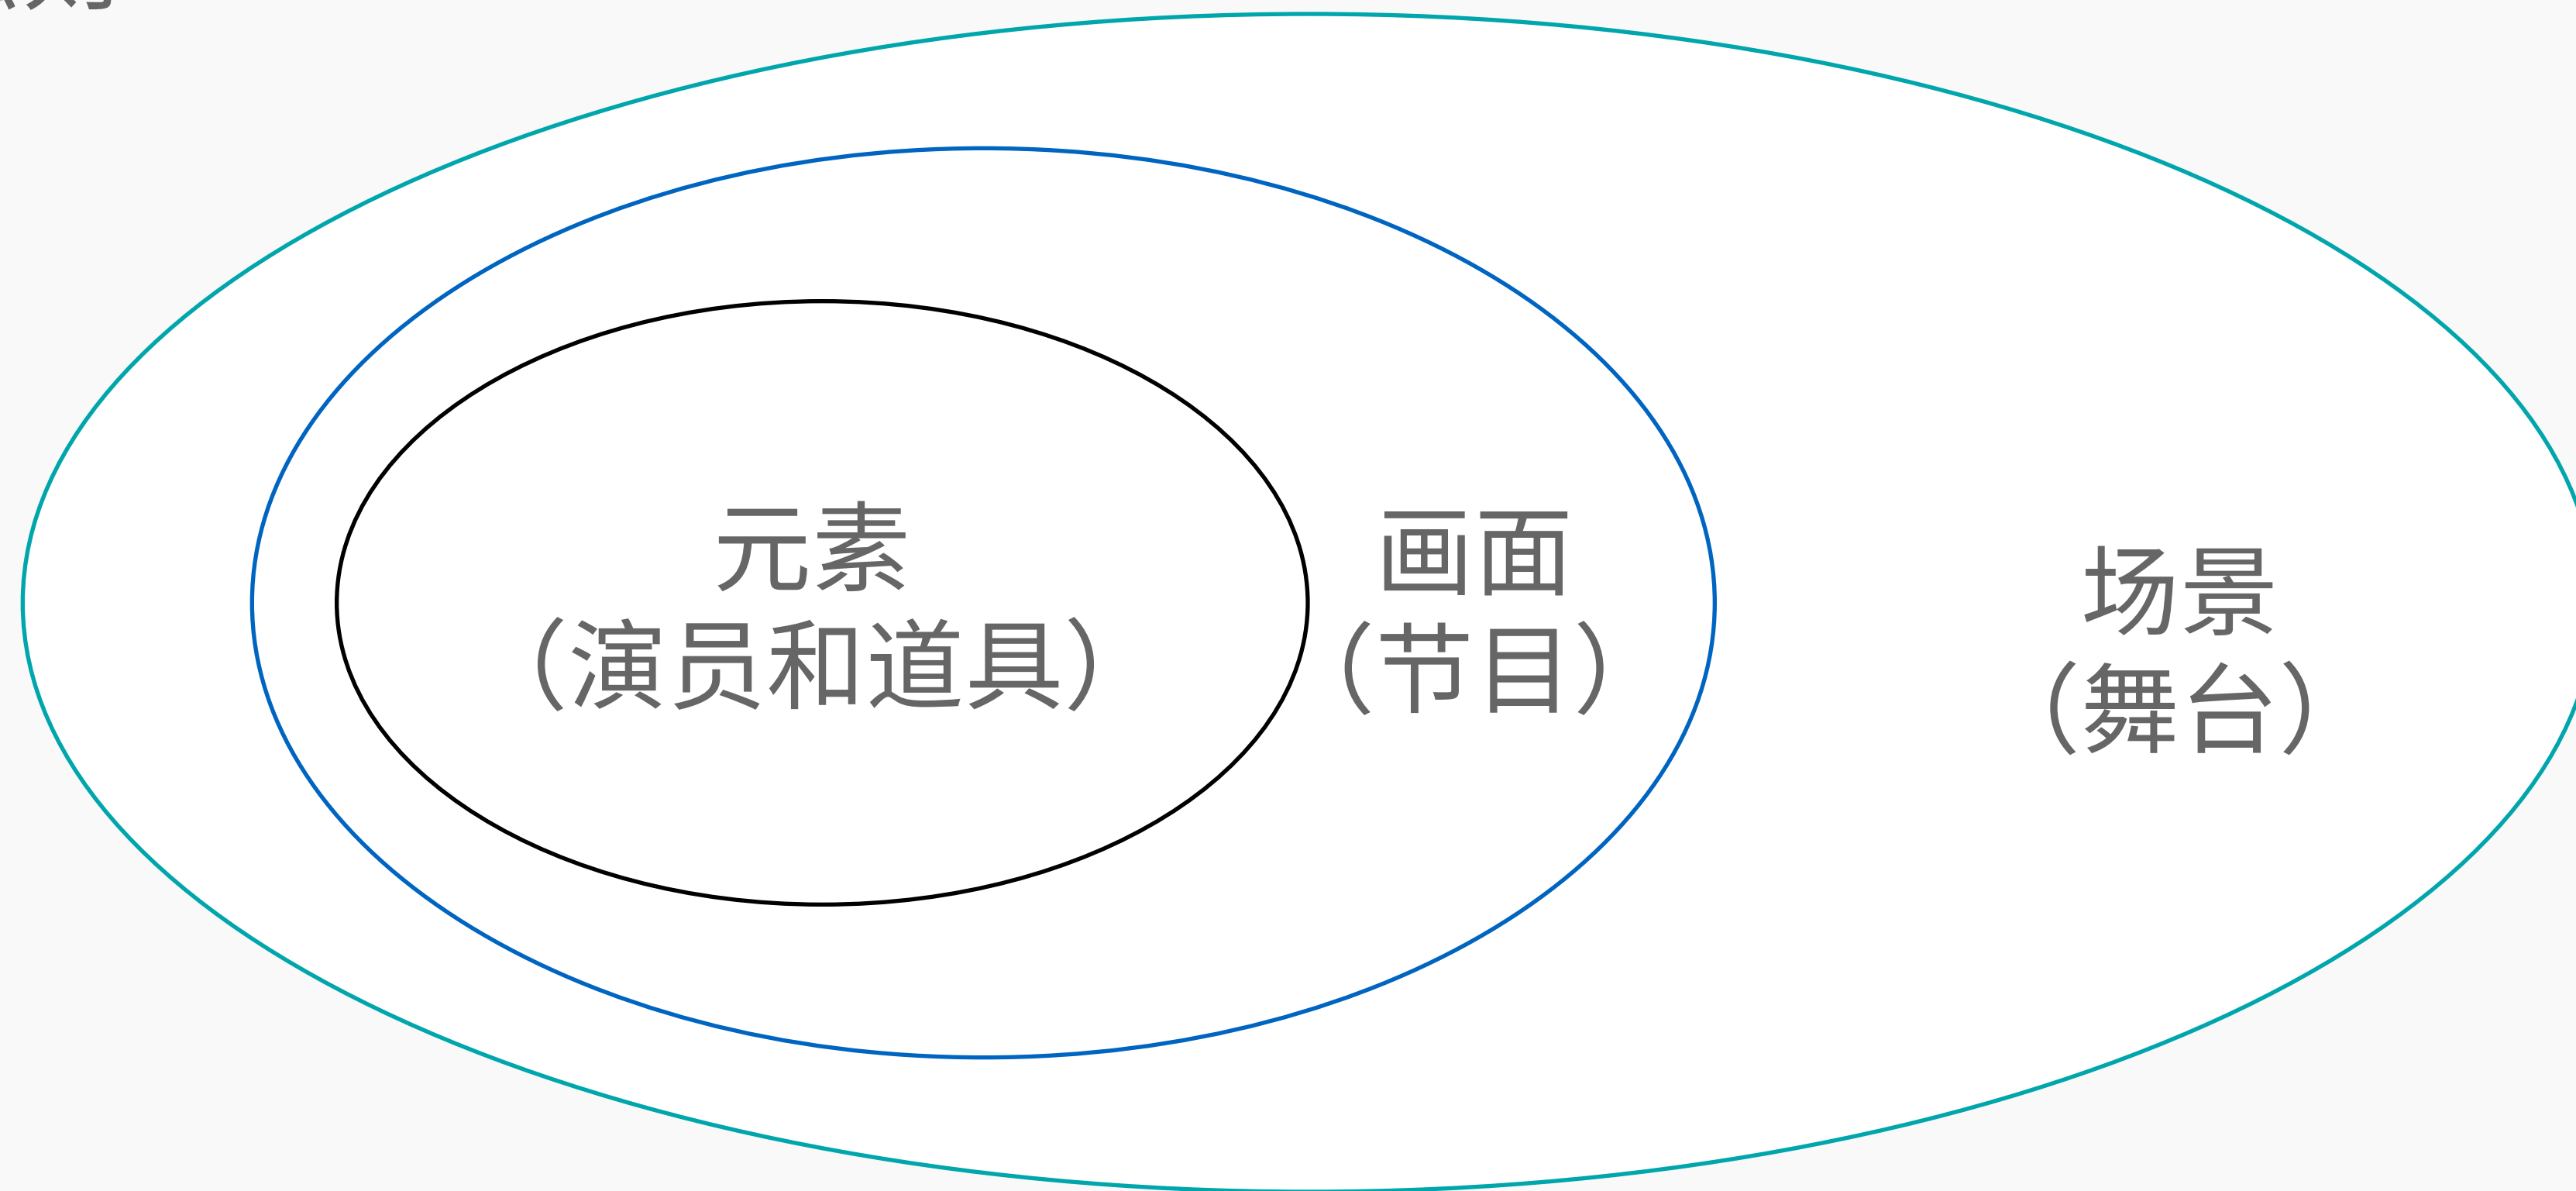 元素
（演员和道具）
画面
（节目）
场景
（舞台）